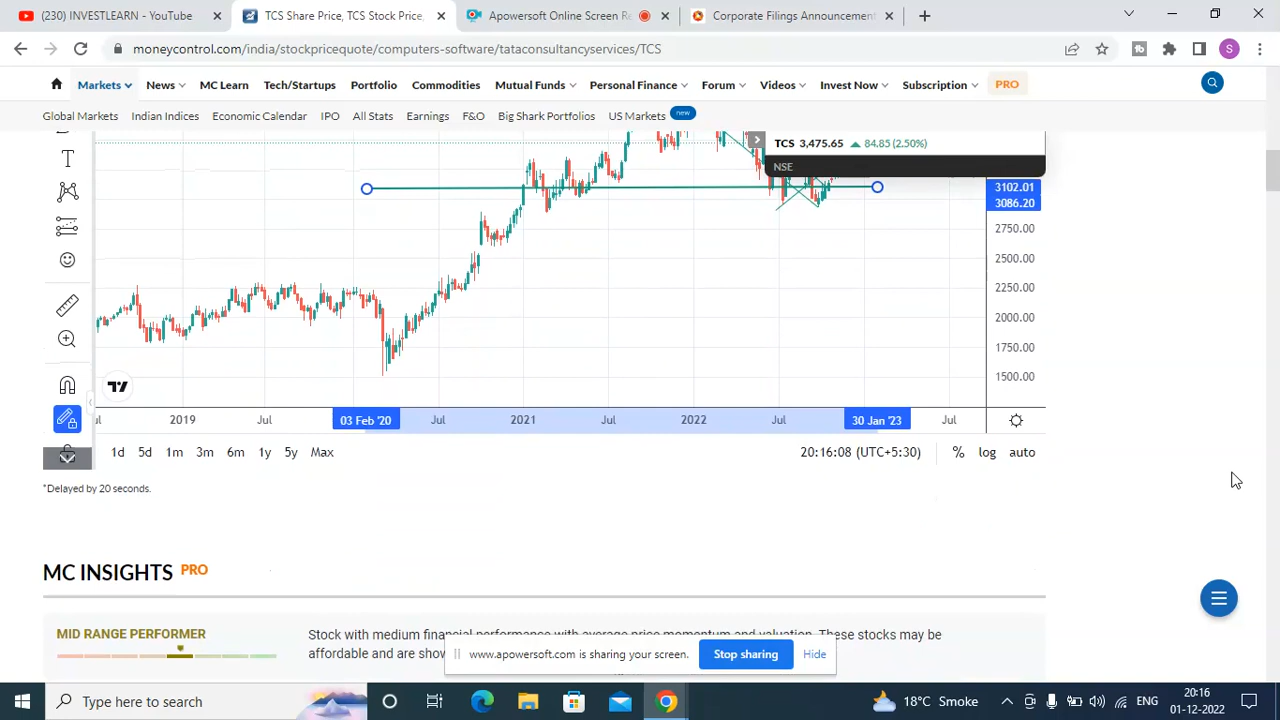 (230) INVESTLEARN - YouTube
TCS Share Price, TCS Stock Price,
Apowersoft Online Screen Re
Corporate Filings Announcement
moneycontrol.com/india/stockpricequote/computers-software/tataconsultancyservices/TCS
S
Markets News MC Learn Tech/Startups Portfolio Commodities Mutual Funds Personal Finance Forum Videos Invest Now Subscription PRO
Global Markets Indian Indices Economic Calendar IPO All Stats Earnings F&O Big Shark Portfolios US Markets new
TCS 3,475.65 84.85 (2.50%)
NSE
3102.01
3086.20
2750.00
2500.00
2250.00
2000.00
1750.00
1500.00
2019 Jul 03 Feb '20 Jul 2021 Jul 2022 Jul 30 Jan '23 Jul
1d 5d 1m 3m 6m 1y 5y Max 20:16:08 (UTC+5:30) % log auto
*Delayed by 20 seconds.
MC INSIGHTS PRO
MID RANGE PERFORMER
Stock with medium financial performance with average price momentum and valuation. These stocks may be
affordable and are show
www.apowersoft.com is sharing your screen. Stop sharing Hide
Type here to search
18°C Smoke
ENG
20:16
01-12-2022